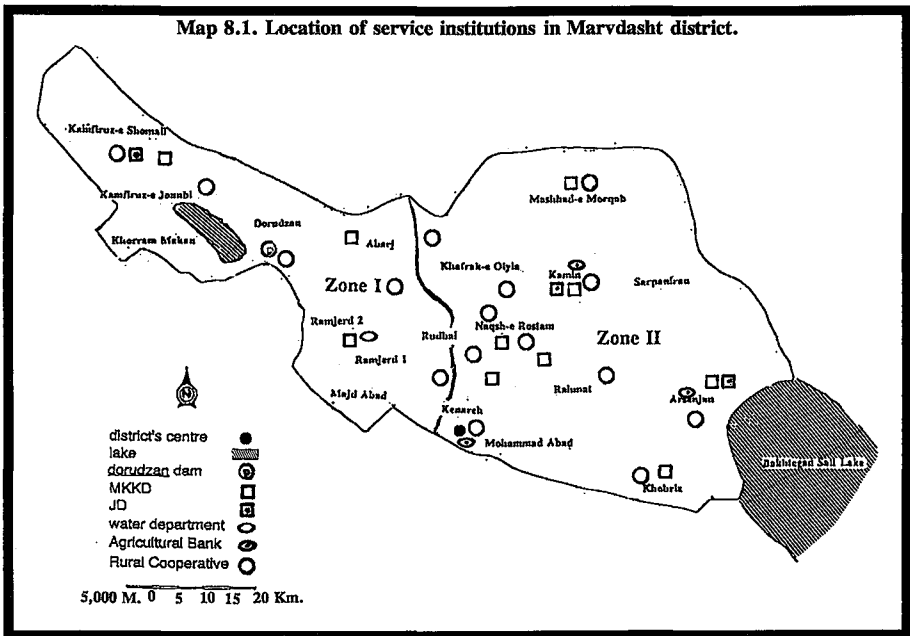 Map 8.1. Location of service institutions in Marvdasht district.
Kamfiruz-e Shomali
Kamfiruz-e Jonubi
Khorram Makan
Dorudzan
Abarj
Zone I
Ramjerd 2
Ramjerd 1
Majd Abad
Rudbal
Kenareh
Mohammad Abad
Khafrak-e Olyia
Naqsh-e Rostam
Mashhad-e Morqab
Kamin
Sarpaniran
Zone II
Rahmat
Arsanjan
Khobriz
Bakhtegan Salt Lake
N
district's centre
lake
dorudzan dam
MKKD
JD
water department
Agricultural Bank
Rural Cooperative
5,000 M. 0 5 10 15 20 Km.